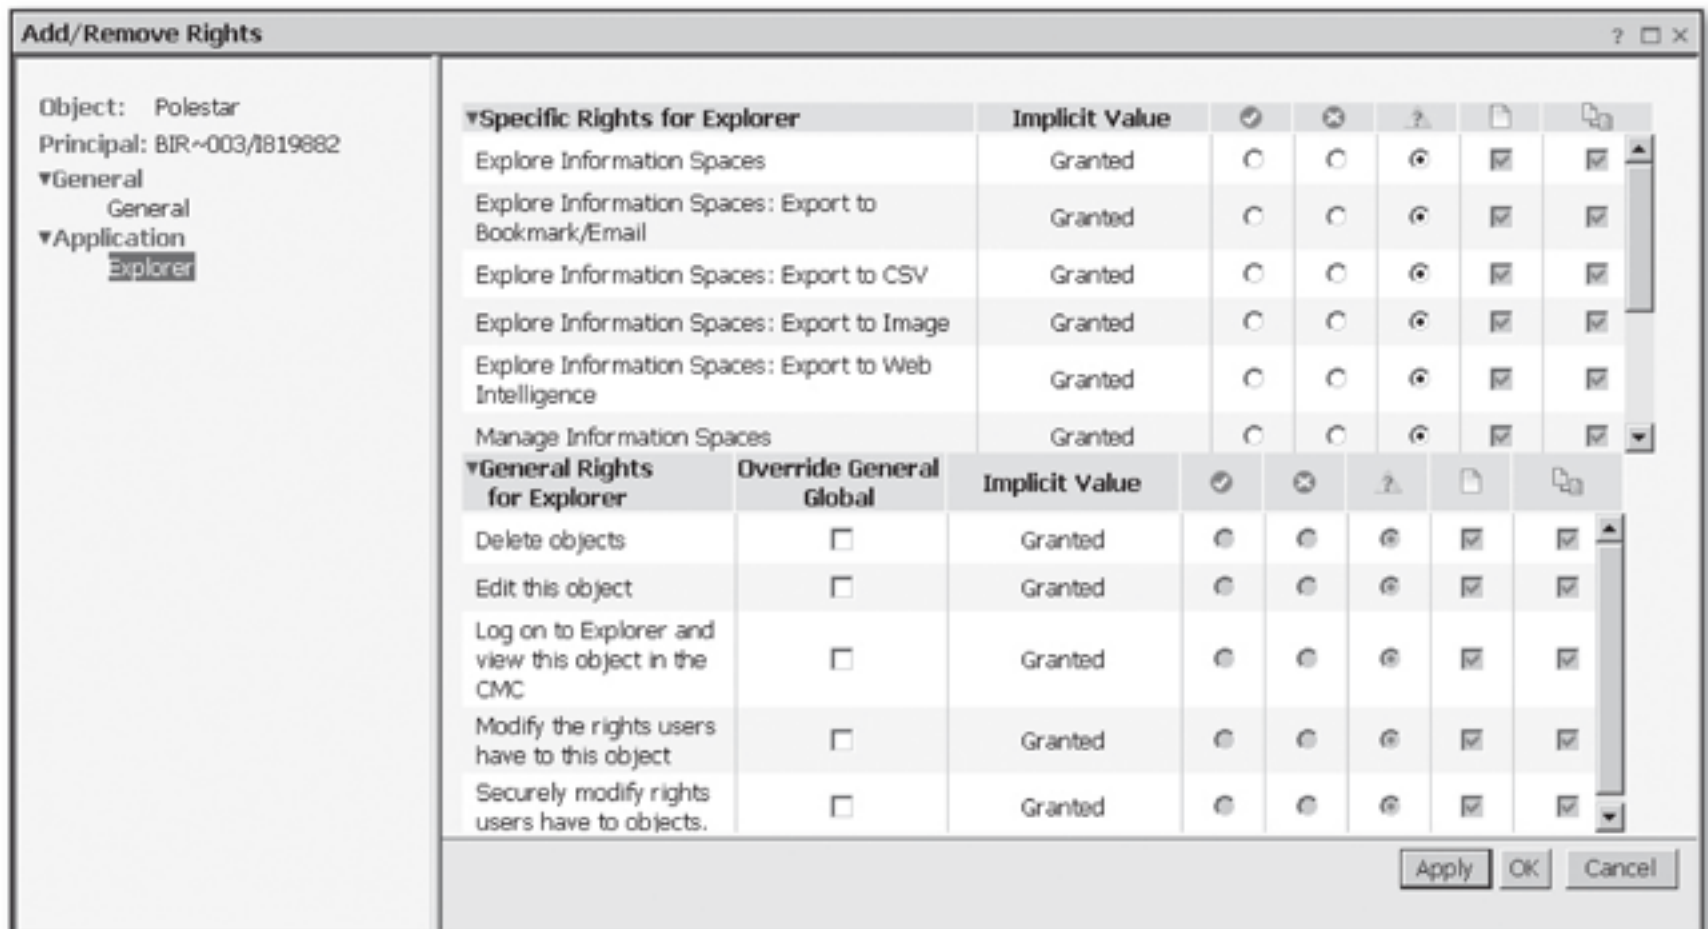 Add/Remove Rights
Object: Polestar
Principal: BIR~003/I819882
▼General
General
▼Application
Explorer
▼Specific Rights for Explorer Implicit Value
Explore Information Spaces Granted
Explore Information Spaces: Export to
Bookmark/Email Granted
Explore Information Spaces: Export to CSV Granted
Explore Information Spaces: Export to Image Granted
Explore Information Spaces: Export to Web
Intelligence Granted
Manage Information Spaces Granted
▼General Rights
for Explorer Override General
Global Implicit Value
Delete objects Granted
Edit this object Granted
Log on to Explorer and
view this object in the
CMC Granted
Modify the rights users
have to this object Granted
Securely modify rights
users have to objects. Granted
Apply OK Cancel